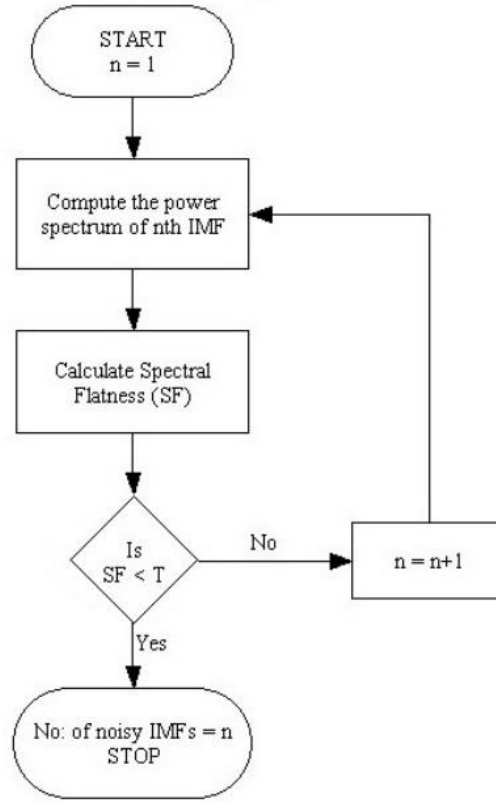 START
n = 1
Compute the power
spectrum of nth IMF
Calculate Spectral
Flatness (SF)
Is
SF < T
No
n = n+1
Yes
No: of noisy IMFs = n
STOP